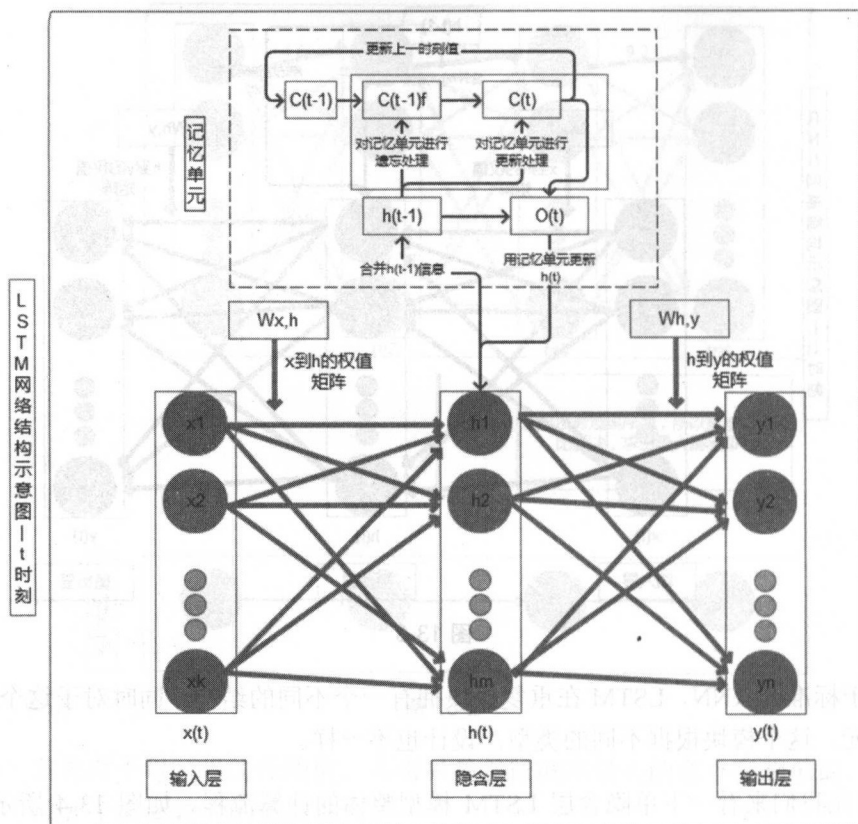 更新上一时刻值
C(t-1)
C(t-1)f
C(t)
对记忆单元进行
遗忘处理
对记忆单元进行
更新处理
记忆单元
h(t-1)
O(t)
合并h(t-1)信息
用记忆单元更新
h(t)
LSTM网络结构示意图—t时刻
Wx,h
Wh,y
x到h的权值
矩阵
h到y的权值
矩阵
x1
h1
y1
x2
h2
y2
xk
hm
yn
x(t)
h(t)
y(t)
输入层
隐含层
输出层